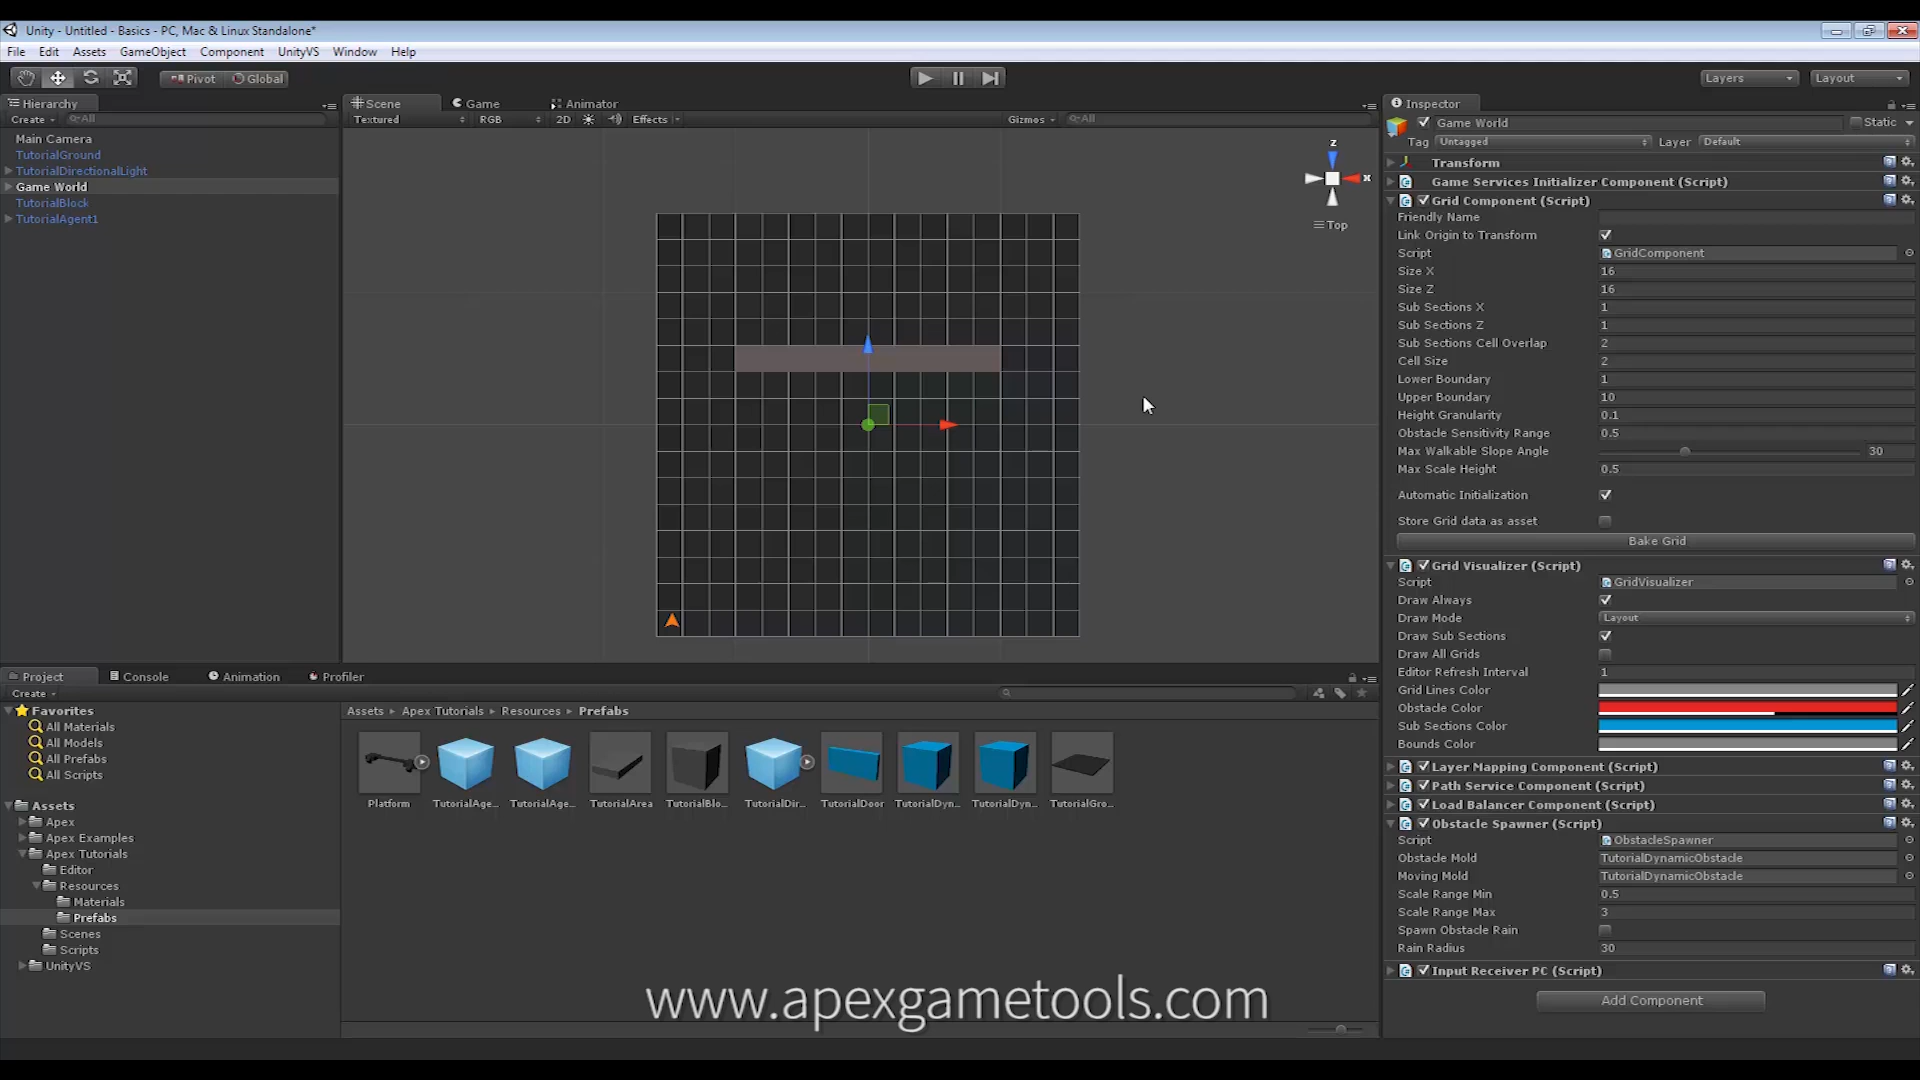 Unity - Untitled - Basics - PC, Mac & Linux Standalone*
File Edit Assets GameObject Component UnityVS Window Help
Pivot Global
Layers Layout
Hierarchy
Create All
Main Camera
TutorialGround
TutorialDirectionalLight
Game World
TutorialBlock
TutorialAgent1
Scene Game Animator
Textured RGB 2D Effects Gizmos All
z
x
Top
Inspector
Game World Static
Tag Untagged Layer Default
Transform
Game Services Initializer Component (Script)
Grid Component (Script)
Friendly Name
Link Origin to Transform
Script GridComponent
Size X 16
Size Z 16
Sub Sections X 1
Sub Sections Z 1
Sub Sections Cell Overlap 2
Cell Size 2
Lower Boundary 1
Upper Boundary 10
Height Granularity 0.1
Obstacle Sensitivity Range 0.5
Max Walkable Slope Angle 30
Max Scale Height 0.5
Automatic Initialization
Store Grid data as asset
Bake Grid
Grid Visualizer (Script)
Script GridVisualizer
Draw Always
Draw Mode Layout
Draw Sub Sections
Draw All Grids
Editor Refresh Interval 1
Grid Lines Color
Obstacle Color
Sub Sections Color
Bounds Color
Layer Mapping Component (Script)
Path Service Component (Script)
Load Balancer Component (Script)
Obstacle Spawner (Script)
Script ObstacleSpawner
Obstacle Mold TutorialDynamicObstacle
Moving Mold TutorialDynamicObstacle
Scale Range Min 0.5
Scale Range Max 3
Spawn Obstacle Rain
Rain Radius 30
Input Receiver PC (Script)
Add Component
Project Console Animation Profiler
Create
Favorites
All Materials
All Models
All Prefabs
All Scripts
Assets
Apex
Apex Examples
Apex Tutorials
Editor
Resources
Materials
Prefabs
Scenes
Scripts
UnityVS
Assets Apex Tutorials Resources Prefabs
Platform TutorialAge... TutorialAge... TutorialArea TutorialBlo... TutorialDir... TutorialDoor TutorialDyn... TutorialDyn... TutorialGro...
www.apexgametools.com